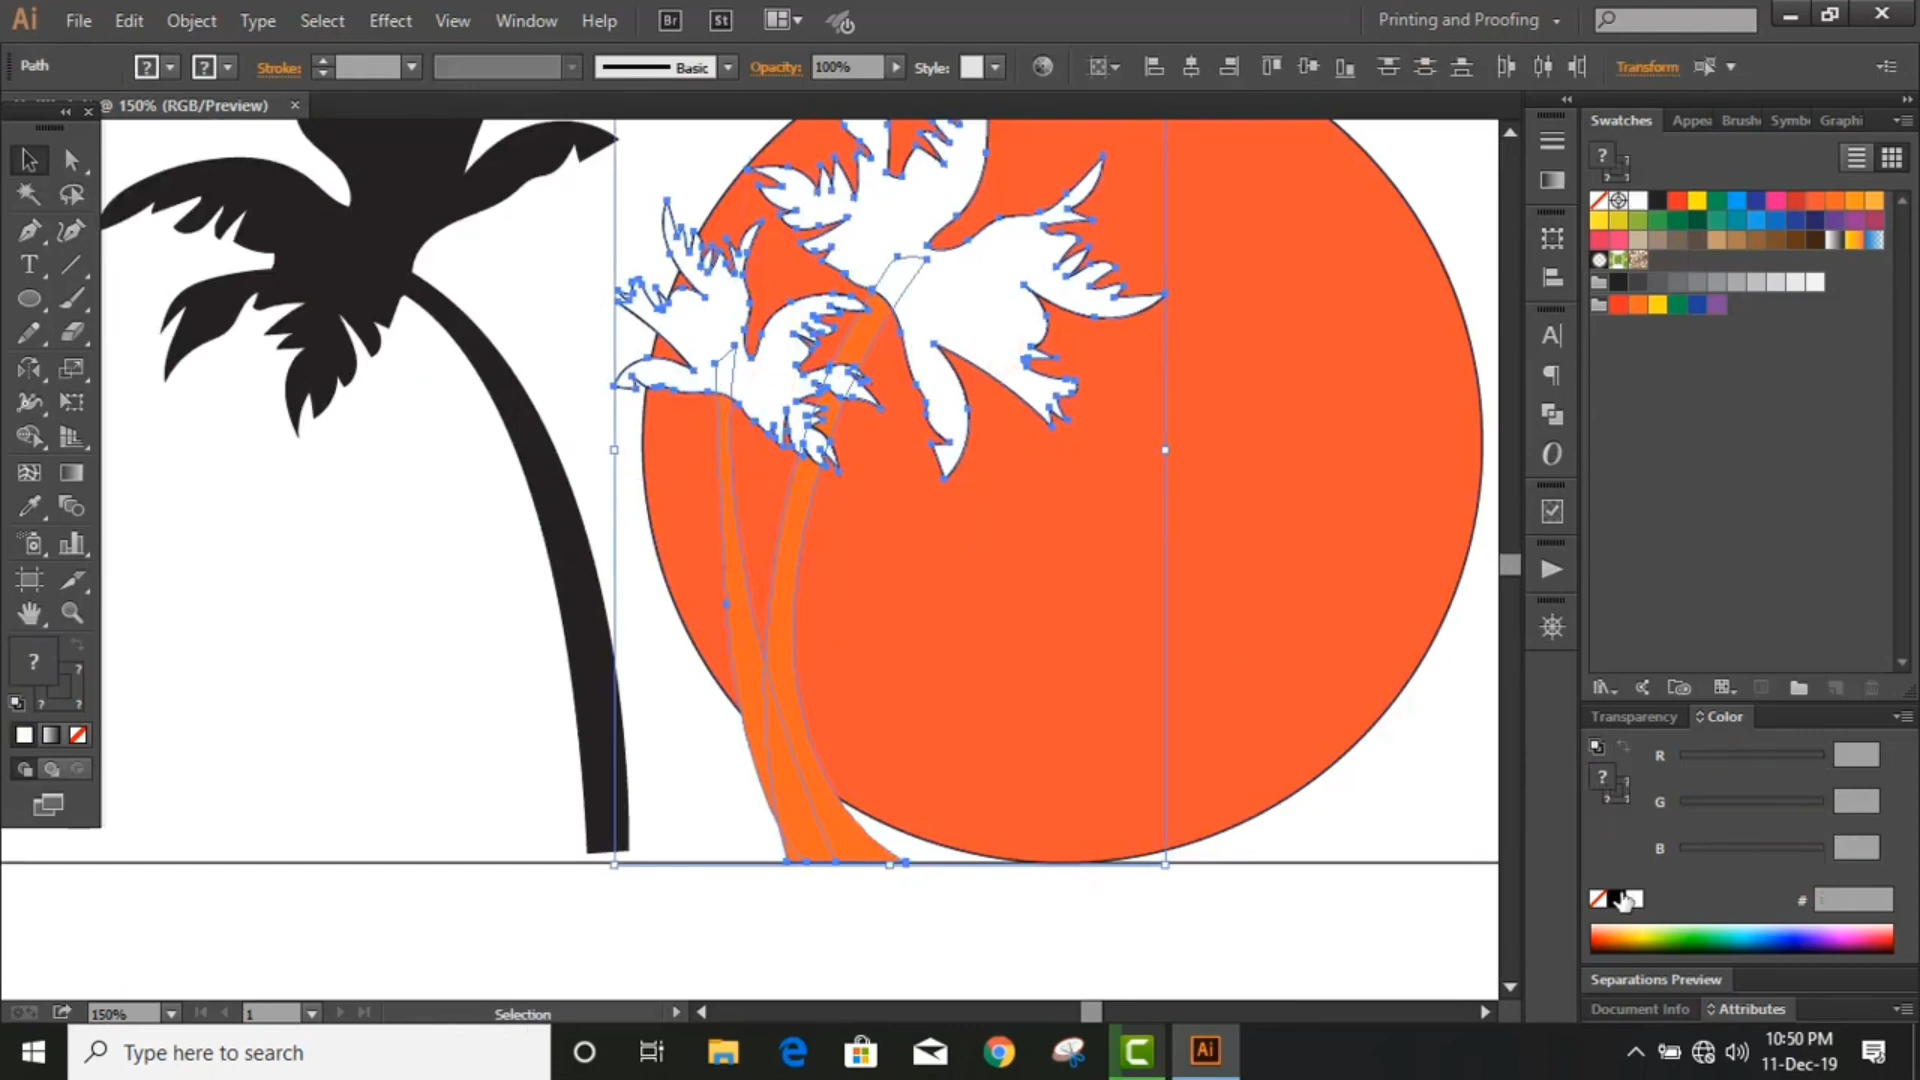 Ai File Edit Object Type Select Effect View Window Help Br St Printing and Proofing
Path ? ? Stroke: Basic Opacity: 100% Style: Transform
@ 150% (RGB/Preview) ×
Swatches Appea Brush Symb Graphi
?
T
A
O
?
?
? ?
Transparency Color
R
?
G
B
#
Separations Preview
Document Info Attributes
150% 1 Selection
Type here to search
Ai
10:50 PM
11-Dec-19